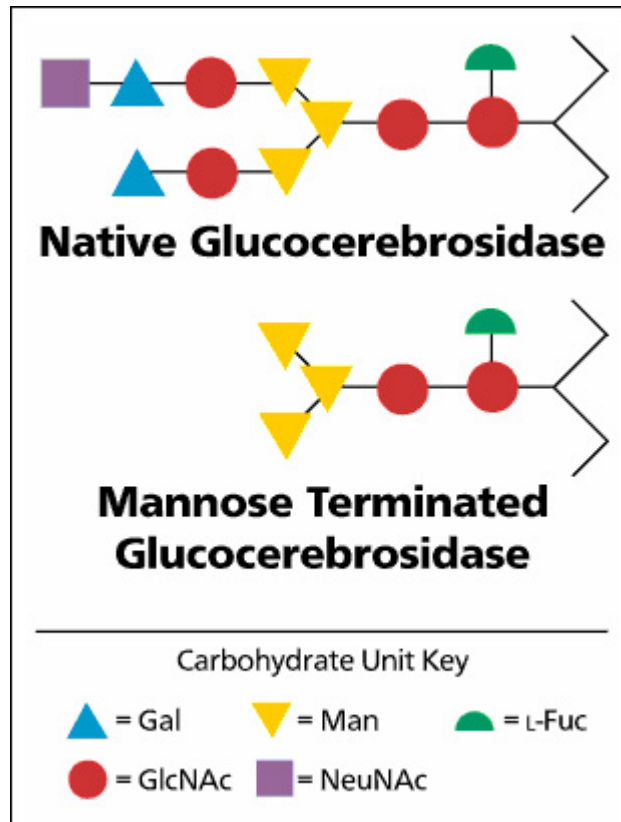 Native Glucocerebrosidase
Mannose Terminated
Glucocerebrosidase
Carbohydrate Unit Key
= Gal = Man = L-Fuc
= GlcNAc = NeuNAc